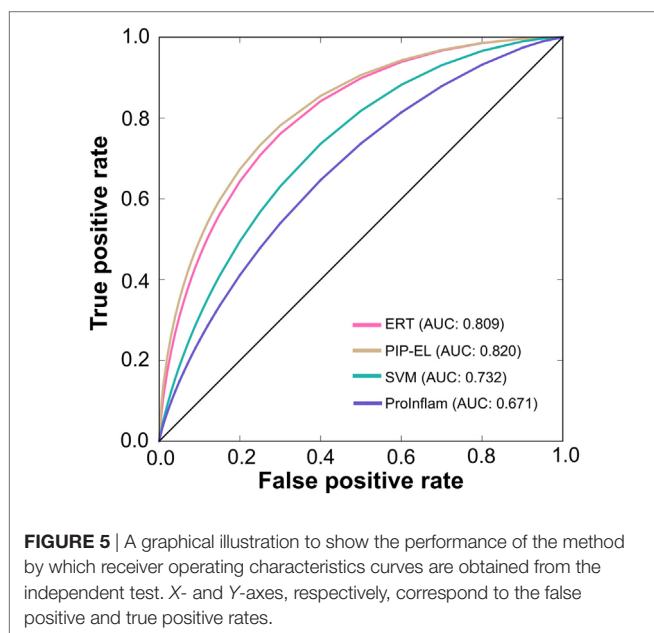 1.0
0.8
0.6
0.4
0.2
0.0
True positive rate
ERT (AUC: 0.809)
PIP-EL (AUC: 0.820)
SVM (AUC: 0.732)
ProInflam (AUC: 0.671)
0.0 0.2 0.4 0.6 0.8 1.0
False positive rate
FIGURE 5 | A graphical illustration to show the performance of the method
by which receiver operating characteristics curves are obtained from the
independent test. X- and Y-axes, respectively, correspond to the false
positive and true positive rates.